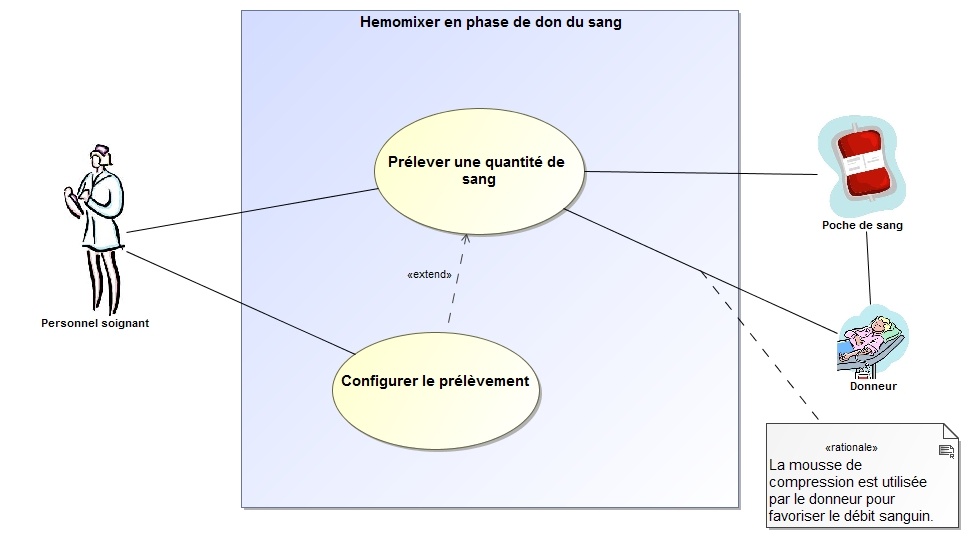 Hemomixer en phase de don du sang
Prélever une quantité de
sang
Poche de sang
«extend»
Personnel soignant
Configurer le prélèvement
Donneur
«rationale»
La mousse de
compression est utilisée
par le donneur pour
favoriser le débit sanguin.